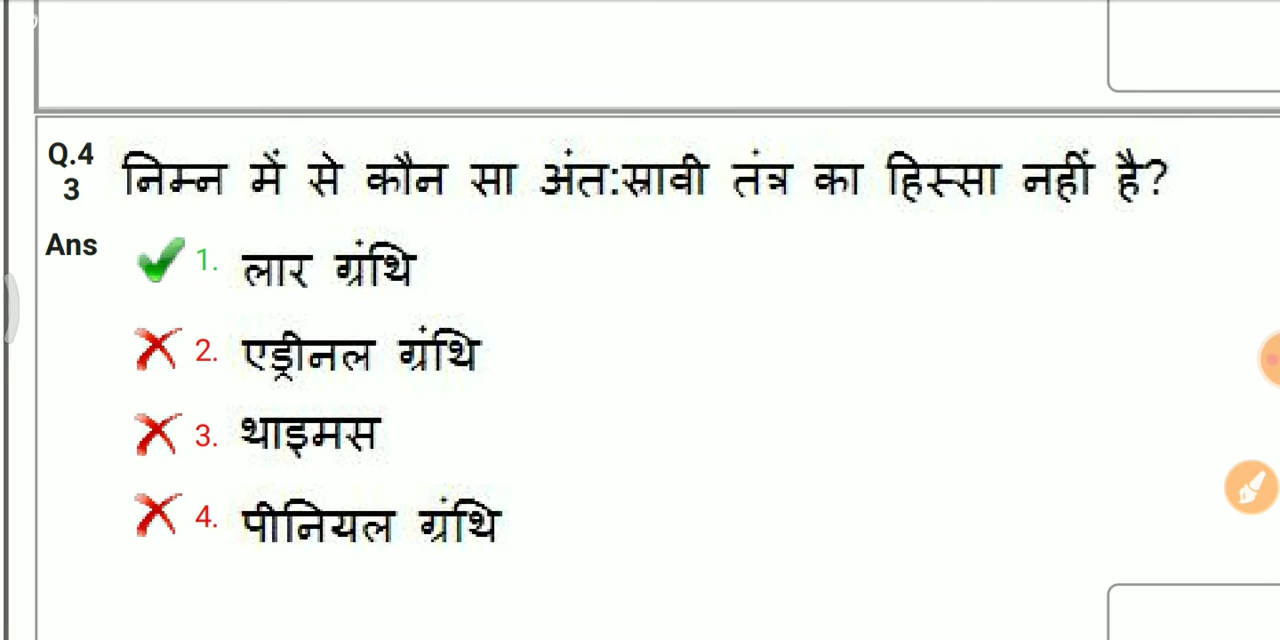 Q.4
3
निम्न में से कौन सा अंत:स्रावी तंत्र का हिस्सा नहीं है?
Ans
1. लार ग्रंथि
2. एड्रीनल ग्रंथि
3. थाइमस
4. पीनियल ग्रंथि